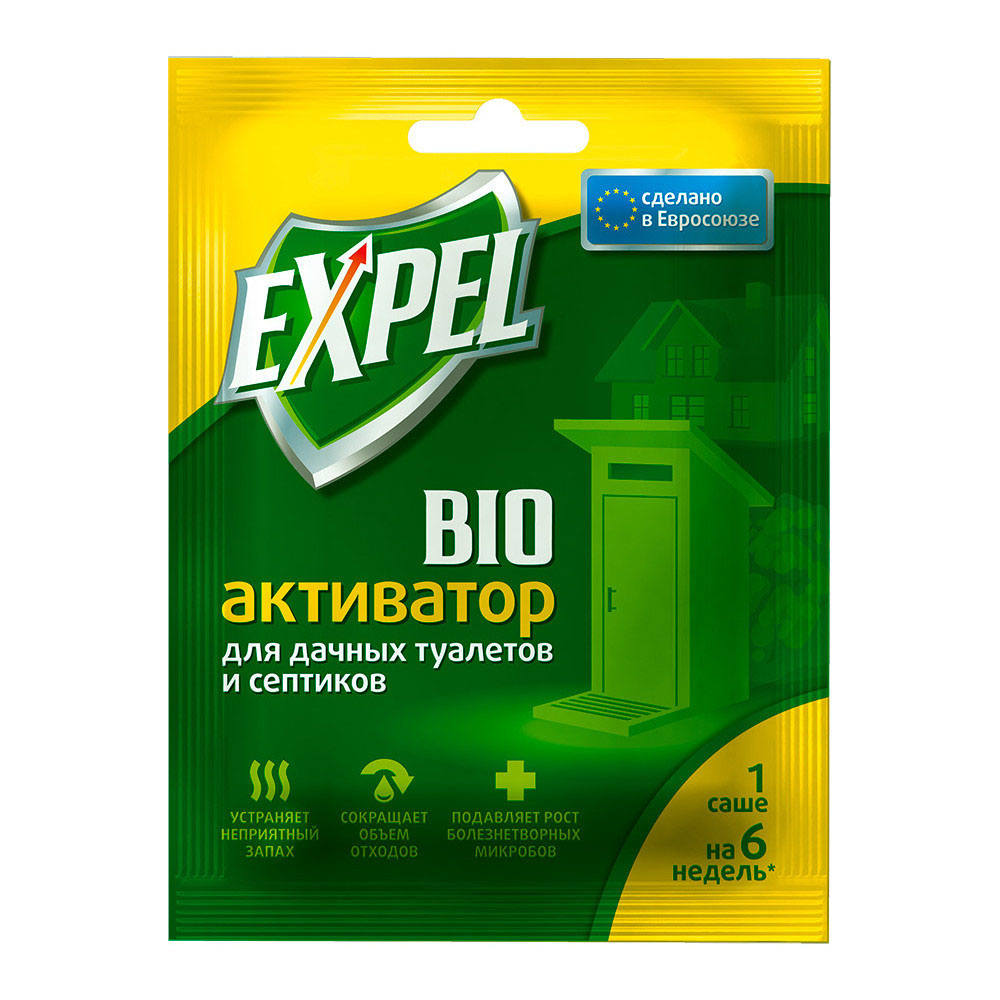 сделано
в Евросоюзе
EXPEL
BIO
активатор
для дачных туалетов
и септиков
УСТРАНЯЕТ
НЕПРИЯТНЫЙ
ЗАПАХ
СОКРАЩАЕТ
ОБЪЕМ
ОТХОДОВ
ПОДАВЛЯЕТ РОСТ
БОЛЕЗНЕТВОРНЫХ
МИКРОБОВ
1
саше
на 6
недель*